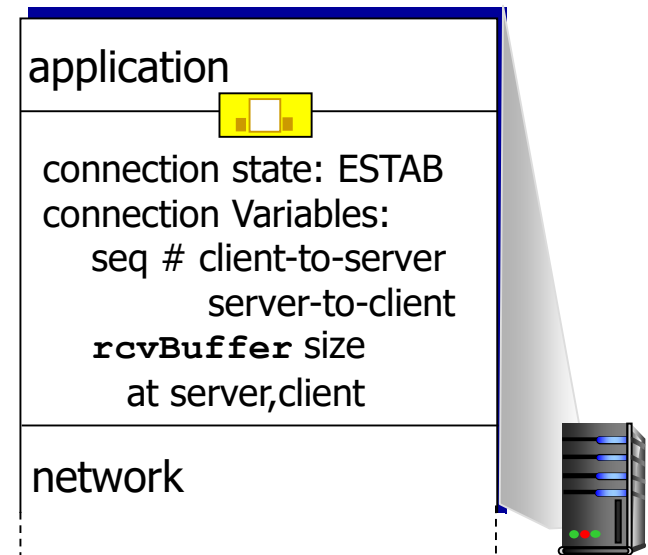 application
connection state: ESTAB
connection Variables:
seq # client-to-server
server-to-client
rcvBuffer size
at server,client
network